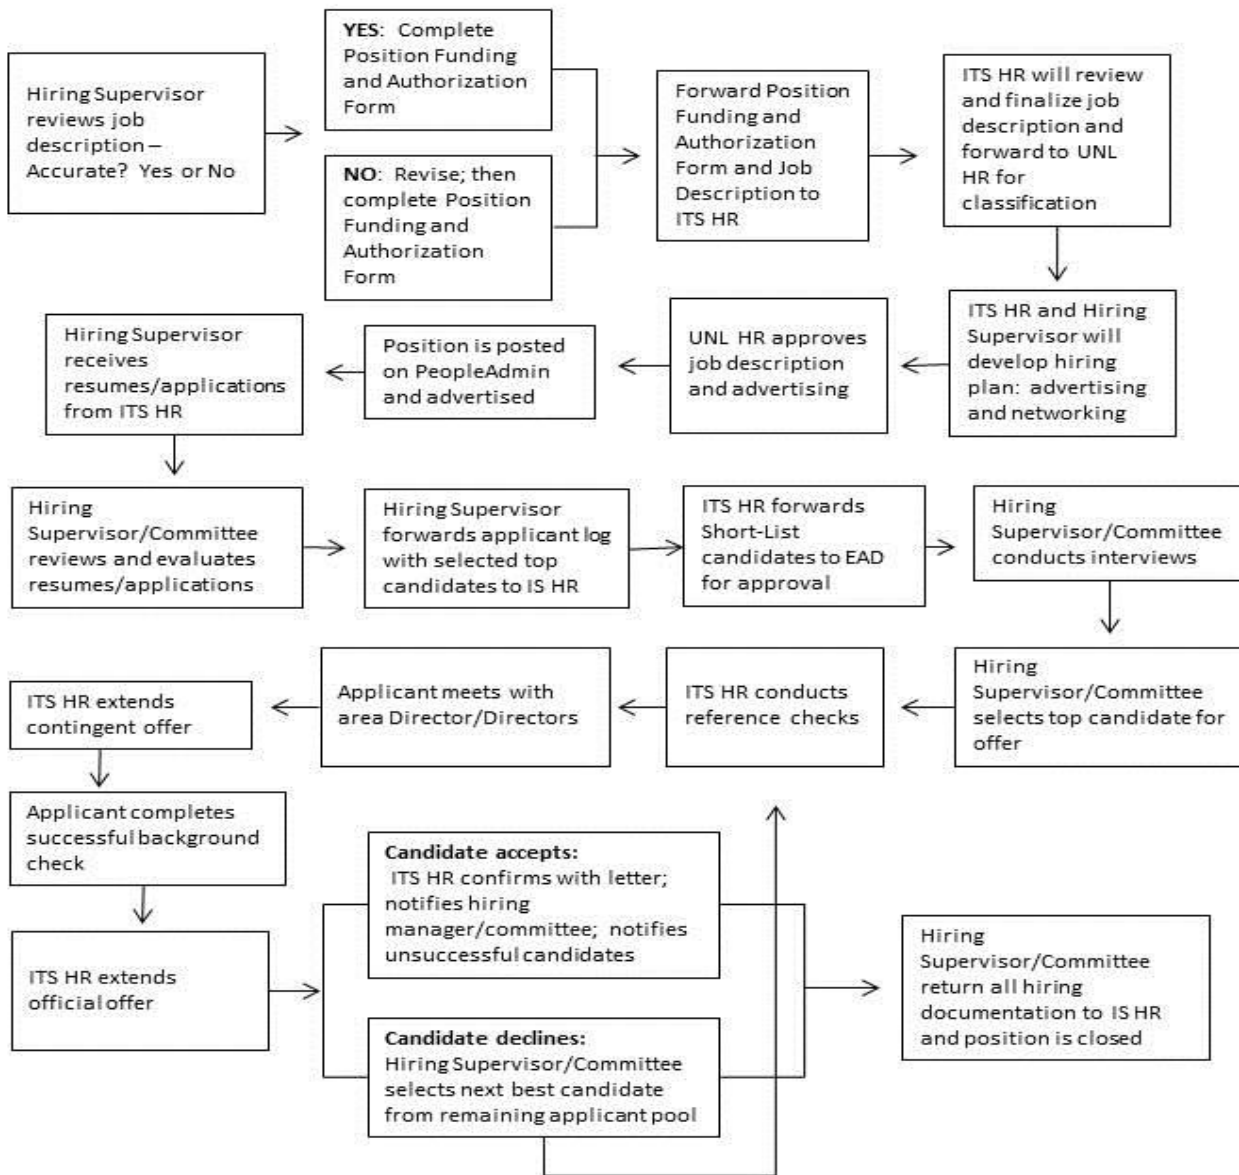 Hiring Supervisor
reviews job
description –
Accurate? Yes or No
YES: Complete
Position Funding
and Authorization
Form
NO: Revise; then
complete Position
Funding and
Authorization
Form
Forward Position
Funding and
Authorization
Form and Job
Description to
ITS HR
ITS HR will review
and finalize job
description and
forward to UNL
HR for
classification
ITS HR and Hiring
Supervisor will
develop hiring
plan: advertising
and networking
UNL HR approves
job description
and advertising
Position is posted
on PeopleAdmin
and advertised
Hiring Supervisor
receives
resumes/applications
from ITS HR
Hiring
Supervisor/Committee
reviews and evaluates
resumes/applications
Hiring Supervisor
forwards applicant log
with selected top
candidates to IS HR
ITS HR forwards
Short-List
candidates to EAD
for approval
Hiring
Supervisor/Committee
conducts interviews
Hiring
Supervisor/Committee
selects top candidate for
offer
ITS HR conducts
reference checks
Applicant meets with
area Director/Directors
ITS HR extends
contingent offer
Applicant completes
successful background
check
ITS HR extends
official offer
Candidate accepts:
ITS HR confirms with letter;
notifies hiring
manager/committee; notifies
unsuccessful candidates
Candidate declines:
Hiring Supervisor/Committee
selects next best candidate
from remaining applicant pool
Hiring
Supervisor/Committee
return all hiring
documentation to IS HR
and position is closed